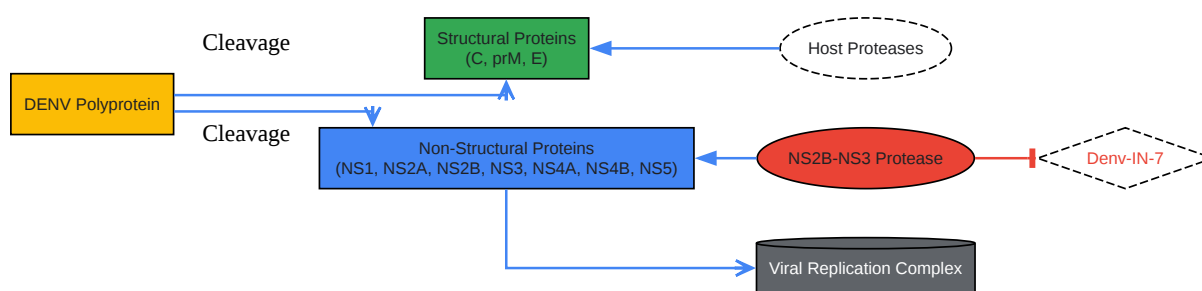 Cleavage
Structural Proteins
(C, prM, E)
Host Proteases
DENV Polyprotein
Cleavage
Non-Structural Proteins
(NS1, NS2A, NS2B, NS3, NS4A, NS4B, NS5)
NS2B-NS3 Protease
Denv-IN-7
Viral Replication Complex